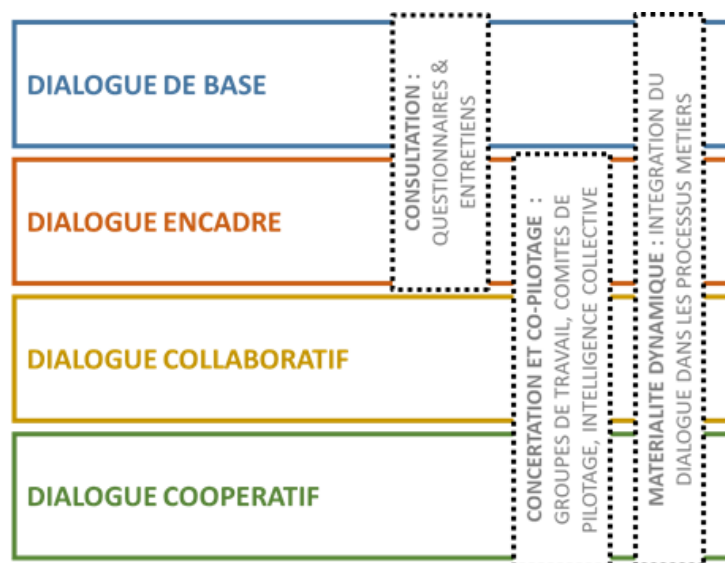 DIALOGUE DE BASE
DIALOGUE ENCADRE
DIALOGUE COLLABORATIF
DIALOGUE COOPERATIF
CONSULTATION :
QUESTIONNAIRES &
ENTRETIENS
CONCERTATION ET CO-PILOTAGE :
GROUPES DE TRAVAIL, COMITES DE
PILOTAGE, INTELLIGENCE COLLECTIVE
MATERIALITE DYNAMIQUE : INTEGRATION DU
DIALOGUE DANS LES PROCESSUS METIERS